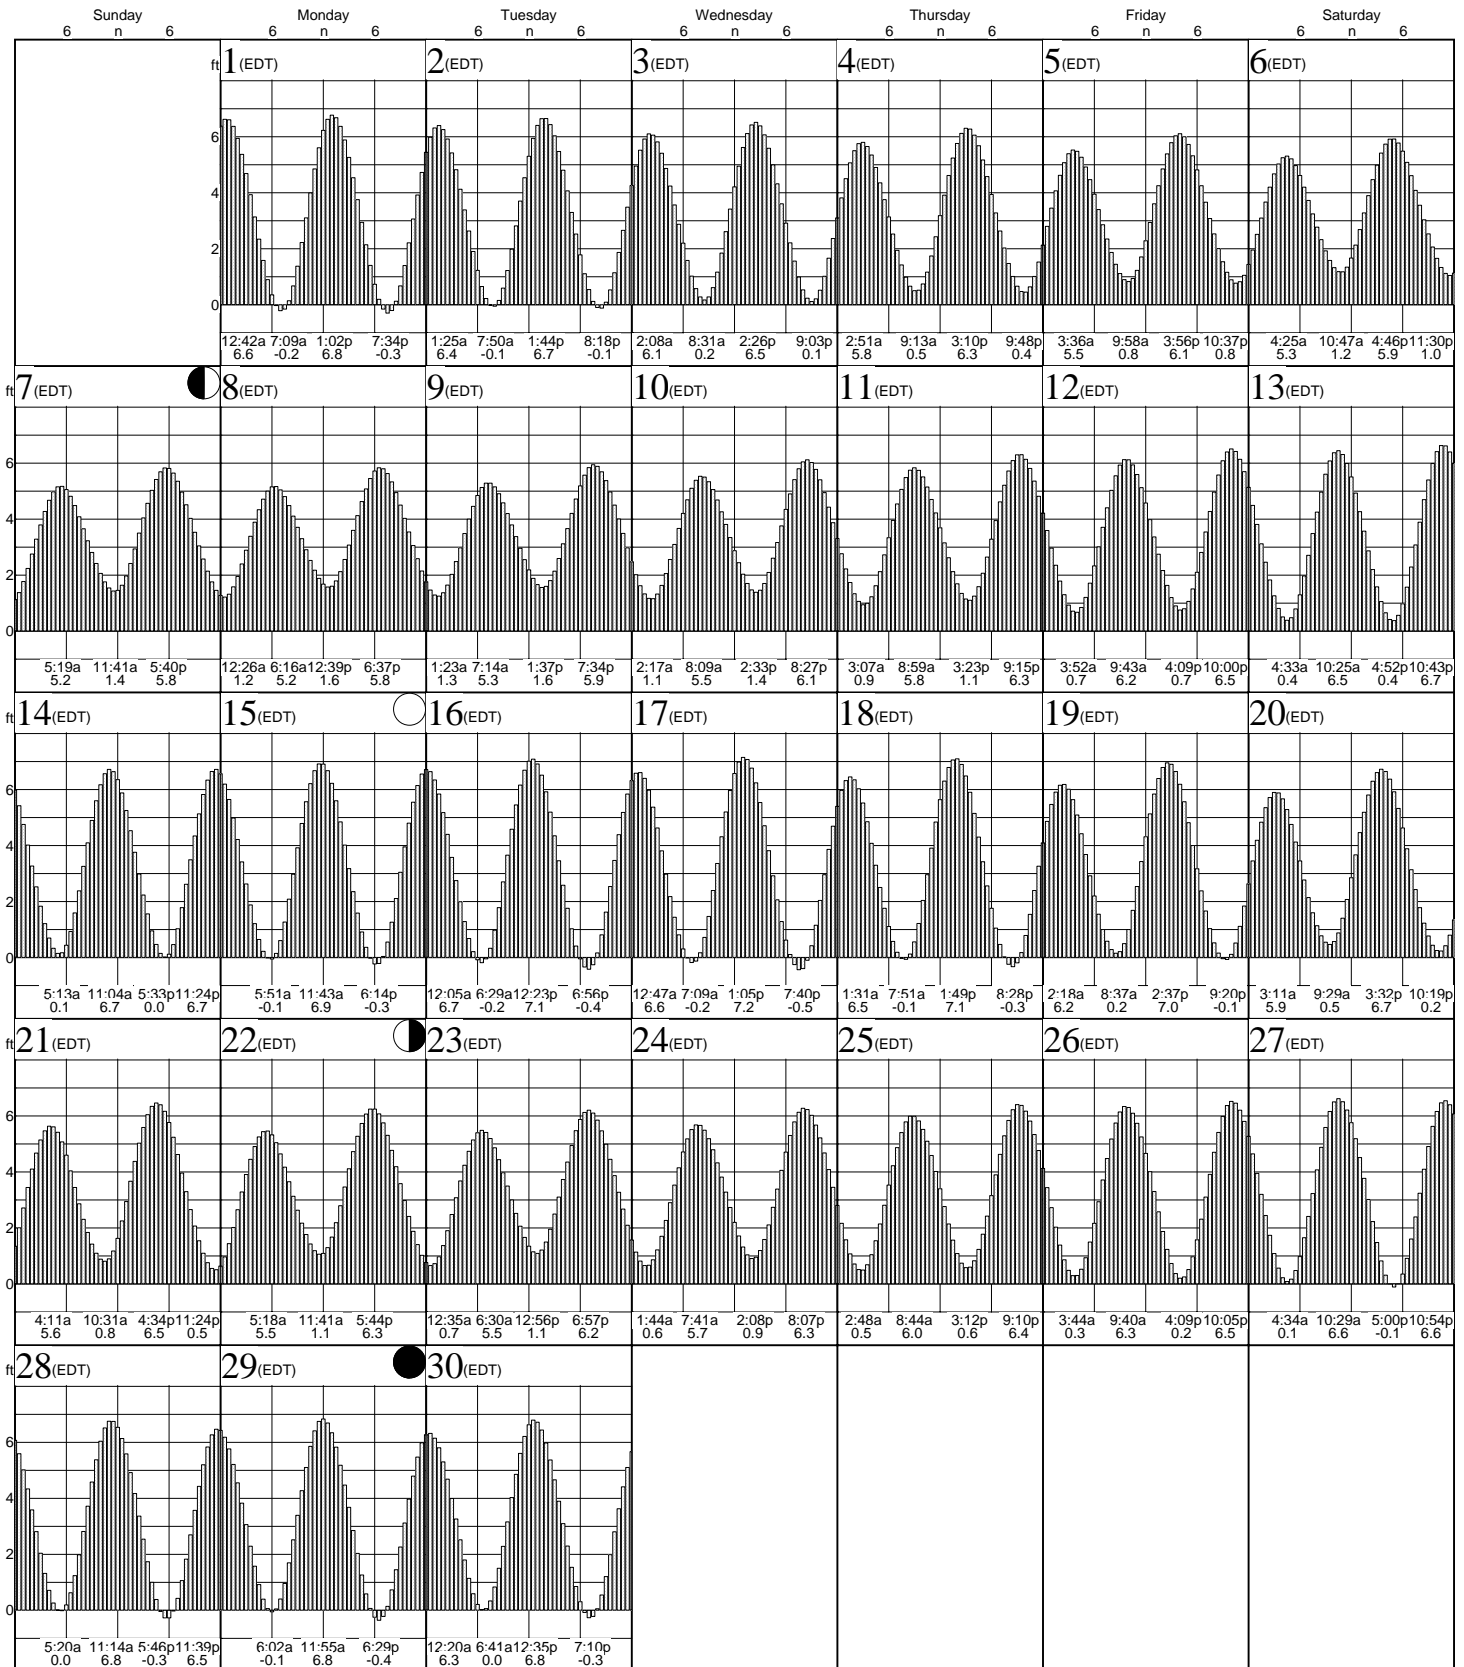 Sunday Monday Tuesday Wednesday Thursday Friday Saturday
6 n 6 6 n 6 6 n 6 6 n 6 6 n 6 6 n 6 6 n 6
ft 1(EDT) 2(EDT) 3(EDT) 4(EDT) 5(EDT) 6(EDT)
6
4
2
0
12:42a 7:09a 1:02p 7:34p 1:25a 7:50a 1:44p 8:18p 2:08a 8:31a 2:26p 9:03p 2:51a 9:13a 3:10p 9:48p 3:36a 9:58a 3:56p 10:37p 4:25a 10:47a 4:46p 11:30p
6.6 -0.2 6.8 -0.3 6.4 -0.1 6.7 -0.1 6.1 0.2 6.5 0.1 5.8 0.5 6.3 0.4 5.5 0.8 6.1 0.8 5.3 1.2 5.9 1.0
ft 7(EDT) 8(EDT) 9(EDT) 10(EDT) 11(EDT) 12(EDT) 13(EDT)
6
4
2
0
5:19a 11:41a 5:40p 12:26a 6:16a 12:39p 6:37p 1:23a 7:14a 1:37p 7:34p 2:17a 8:09a 2:33p 8:27p 3:07a 8:59a 3:23p 9:15p 3:52a 9:43a 4:09p 10:00p 4:33a 10:25a 4:52p 10:43p
5.2 1.4 5.8 1.2 5.2 1.6 5.8 1.3 5.3 1.6 5.9 1.1 5.5 1.4 6.1 0.9 5.8 1.1 6.3 0.7 6.2 0.7 6.5 0.4 6.5 0.4 6.7
ft 14(EDT) 15(EDT) 16(EDT) 17(EDT) 18(EDT) 19(EDT) 20(EDT)
6
4
2
0
5:13a 11:04a 5:33p 11:24p 5:51a 11:43a 6:14p 12:05a 6:29a 12:23p 6:56p 12:47a 7:09a 1:05p 7:40p 1:31a 7:51a 1:49p 8:28p 2:18a 8:37a 2:37p 9:20p 3:11a 9:29a 3:32p 10:19p
0.1 6.7 0.0 6.7 -0.1 6.9 -0.3 6.7 -0.2 7.1 -0.4 6.6 -0.2 7.2 -0.5 6.5 -0.1 7.1 -0.3 6.2 0.2 7.0 -0.1 5.9 0.5 6.7 0.2
ft 21(EDT) 22(EDT) 23(EDT) 24(EDT) 25(EDT) 26(EDT) 27(EDT)
6
4
2
0
4:11a 10:31a 4:34p 11:24p 5:18a 11:41a 5:44p 12:35a 6:30a 12:56p 6:57p 1:44a 7:41a 2:08p 8:07p 2:48a 8:44a 3:12p 9:10p 3:44a 9:40a 4:09p 10:05p 4:34a 10:29a 5:00p 10:54p
5.6 0.8 6.5 0.5 5.5 1.1 6.3 0.7 5.5 1.1 6.2 0.6 5.7 0.9 6.3 0.5 6.0 0.6 6.4 0.3 6.3 0.2 6.5 0.1 6.6 -0.1 6.6
ft 28(EDT) 29(EDT) 30(EDT)
6
4
2
0
5:20a 11:14a 5:46p 11:39p 6:02a 11:55a 6:29p 12:20a 6:41a 12:35p 7:10p
0.0 6.8 -0.3 6.5 -0.1 6.8 -0.4 6.3 0.0 6.8 -0.3